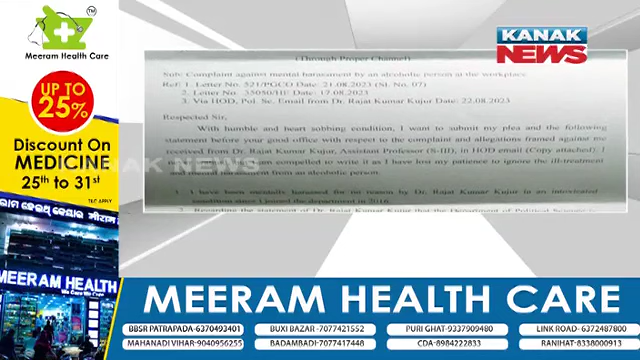 TM
Meeram Health Care
UP TO
25%
Discount On
MEDICINE
25th to 31st
T&C APPLY
MEERAM HEALTH
We Care We Cure
KANAK
NEWS
KANAK NEWS
(Through Proper Channel)
Sub: Complaint against mental harassment by an alcoholic person at the workplace.
Ref: 1. Letter No. 521/PGCO Date: 21.08.2023 (Sl. No. 07)
2. Letter No. Date: 17.08.2023
3. Via HOD, Pol. Sc. Email from Dr. Rajat Kumar Kujur Date: 22.08.2023
Respected Sir,
With humble and heart sobbing condition, I want to submit my plea and the following
statement before your good office with respect to the complaint and allegations framed against me
received from Dr. Rajat Kumar Kujur, Assistant Professor (S-III), in HOD email (Copy attached). I
am compelled to write it as I have lost my patience to ignore the ill-treatment
and mental harassment from an alcoholic person.
1. I have been mentally harassed for no reason by Dr. Rajat Kumar Kujur in an intoxicated
condition since I joined the department in 2016.
2. Regarding the statement of Dr. Rajat Kumar Kujur that the Department of Political Science
MEERAM HEALTH CARE
BBSR PATRAPADA-6370493401
BUXI BAZAR -7077421552
PURI GHAT-9337909480
LINK ROAD- 6372487800
MAHANADI VIHAR-9040956255
BADAMBADI-7077417448
CDA-8984222833
RANIHAT-8338000913